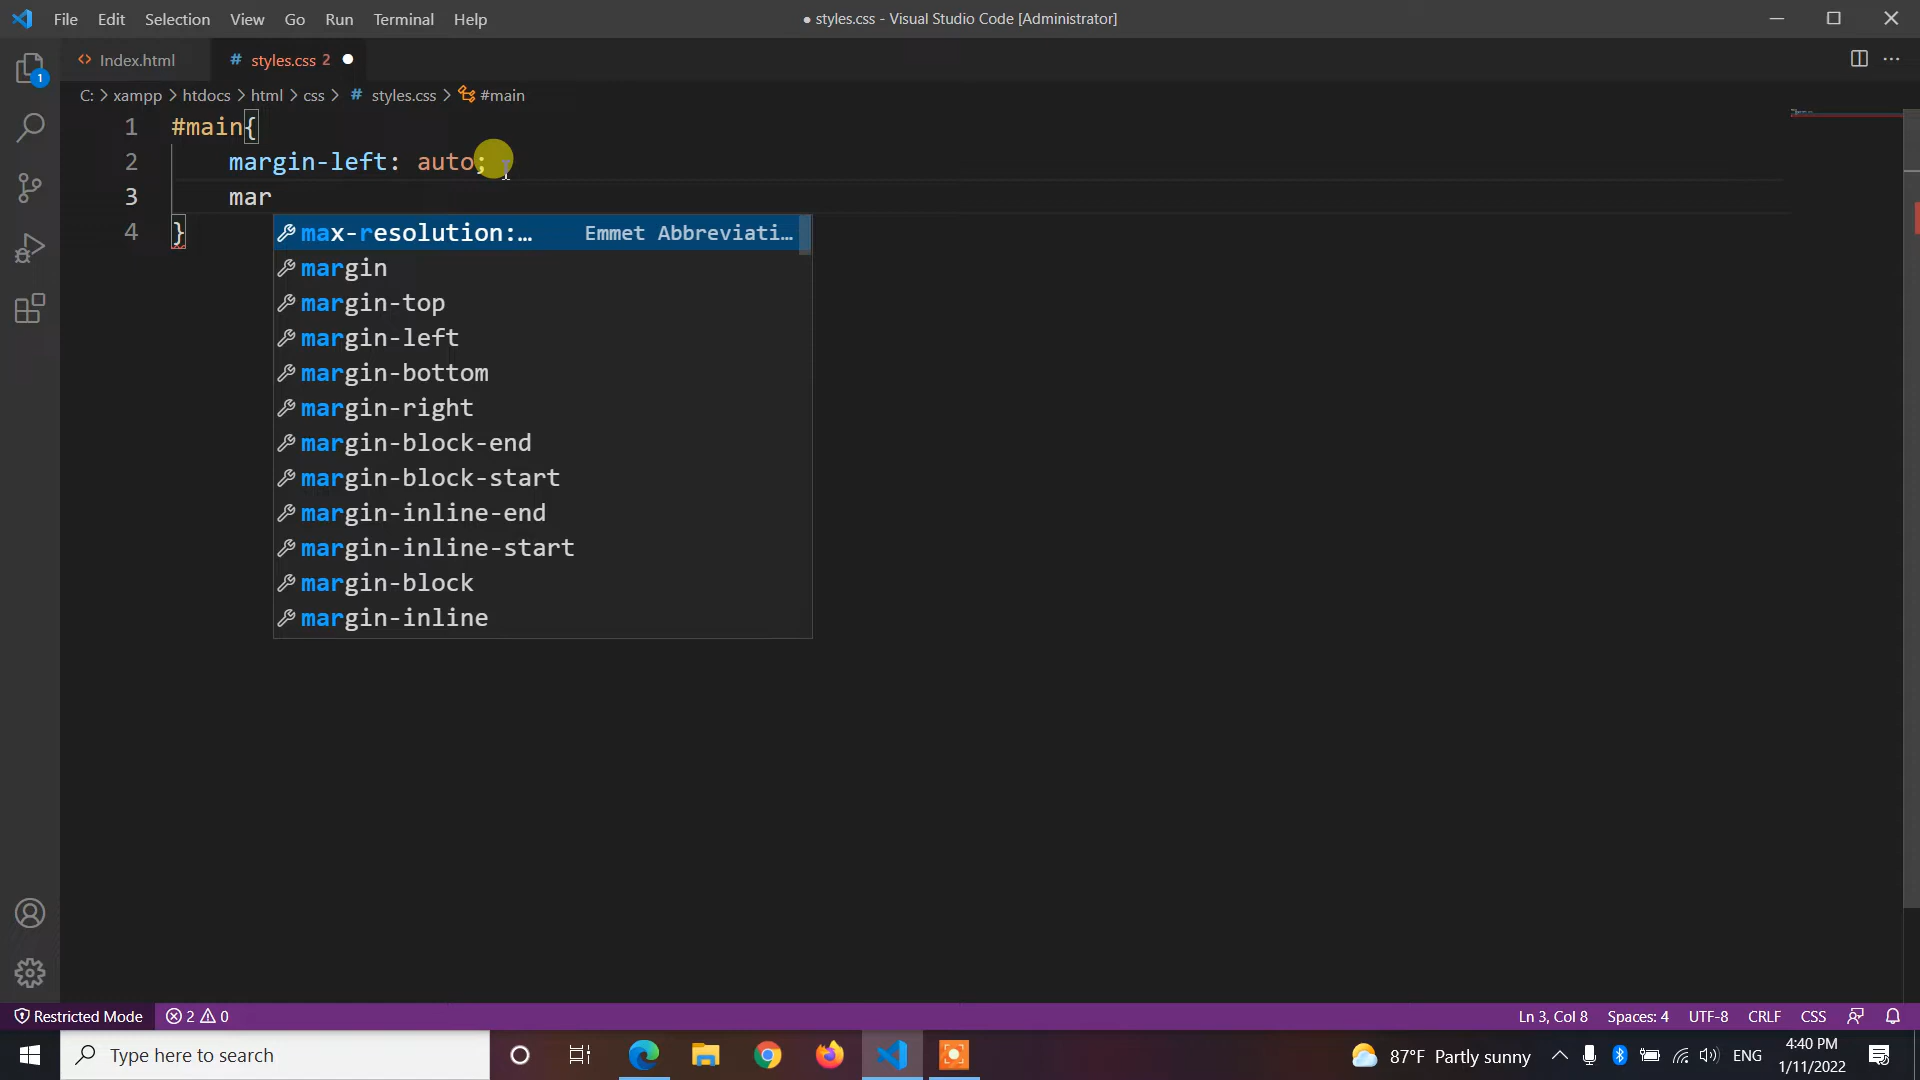 File Edit Selection View Go Run Terminal Help
● styles.css - Visual Studio Code [Administrator]
Index.html
# styles.css 2 ●
C: > xampp > htdocs > html > css > # styles.css > #main
1 #main{
2 margin-left: auto;
3 mar
4 }
max-resolution:… Emmet Abbreviati…
margin
margin-top
margin-left
margin-bottom
margin-right
margin-block-end
margin-block-start
margin-inline-end
margin-inline-start
margin-block
margin-inline
1
Restricted Mode 2 0
Ln 3, Col 8 Spaces: 4 UTF-8 CRLF CSS
Type here to search
87°F Partly sunny
ENG
4:40 PM
1/11/2022